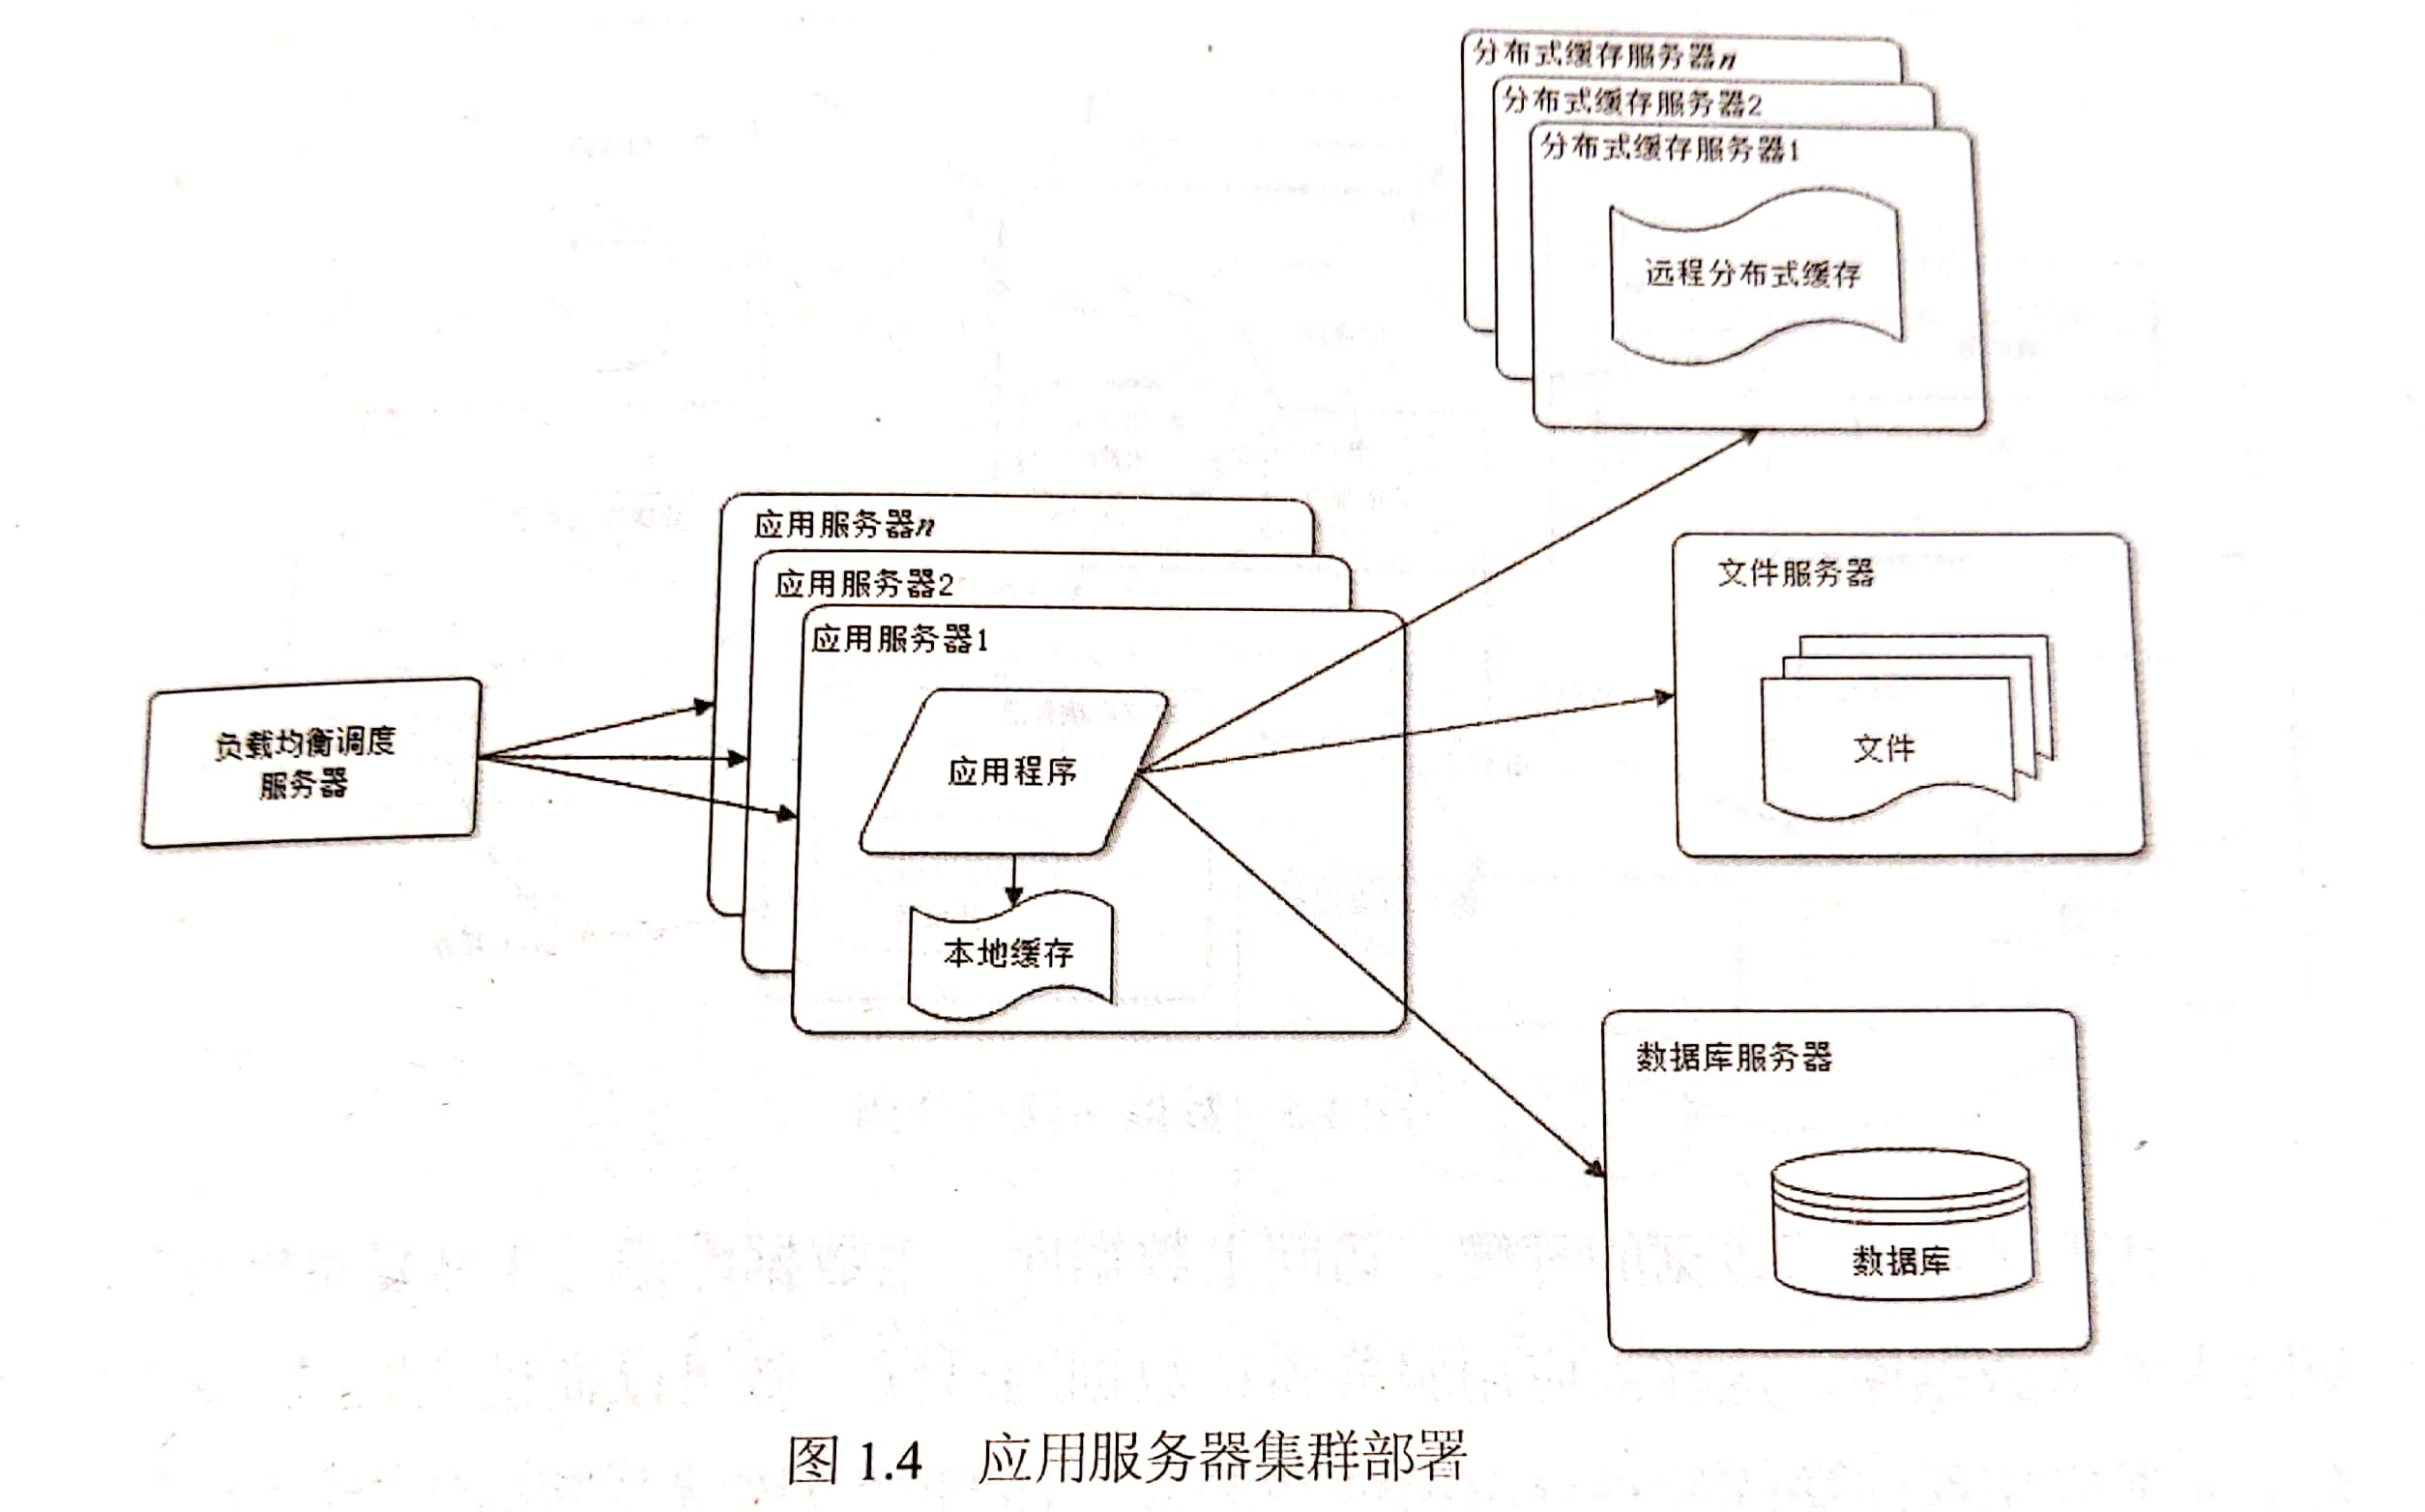 分布式缓存服务器n
分布式缓存服务器2
分布式缓存服务器1
远程分布式缓存
应用服务器n
应用服务器2
应用服务器1
文件服务器
文件
负载均衡调度
服务器
应用程序
本地缓存
数据库服务器
数据库
图 1.4 应用服务器集群部署